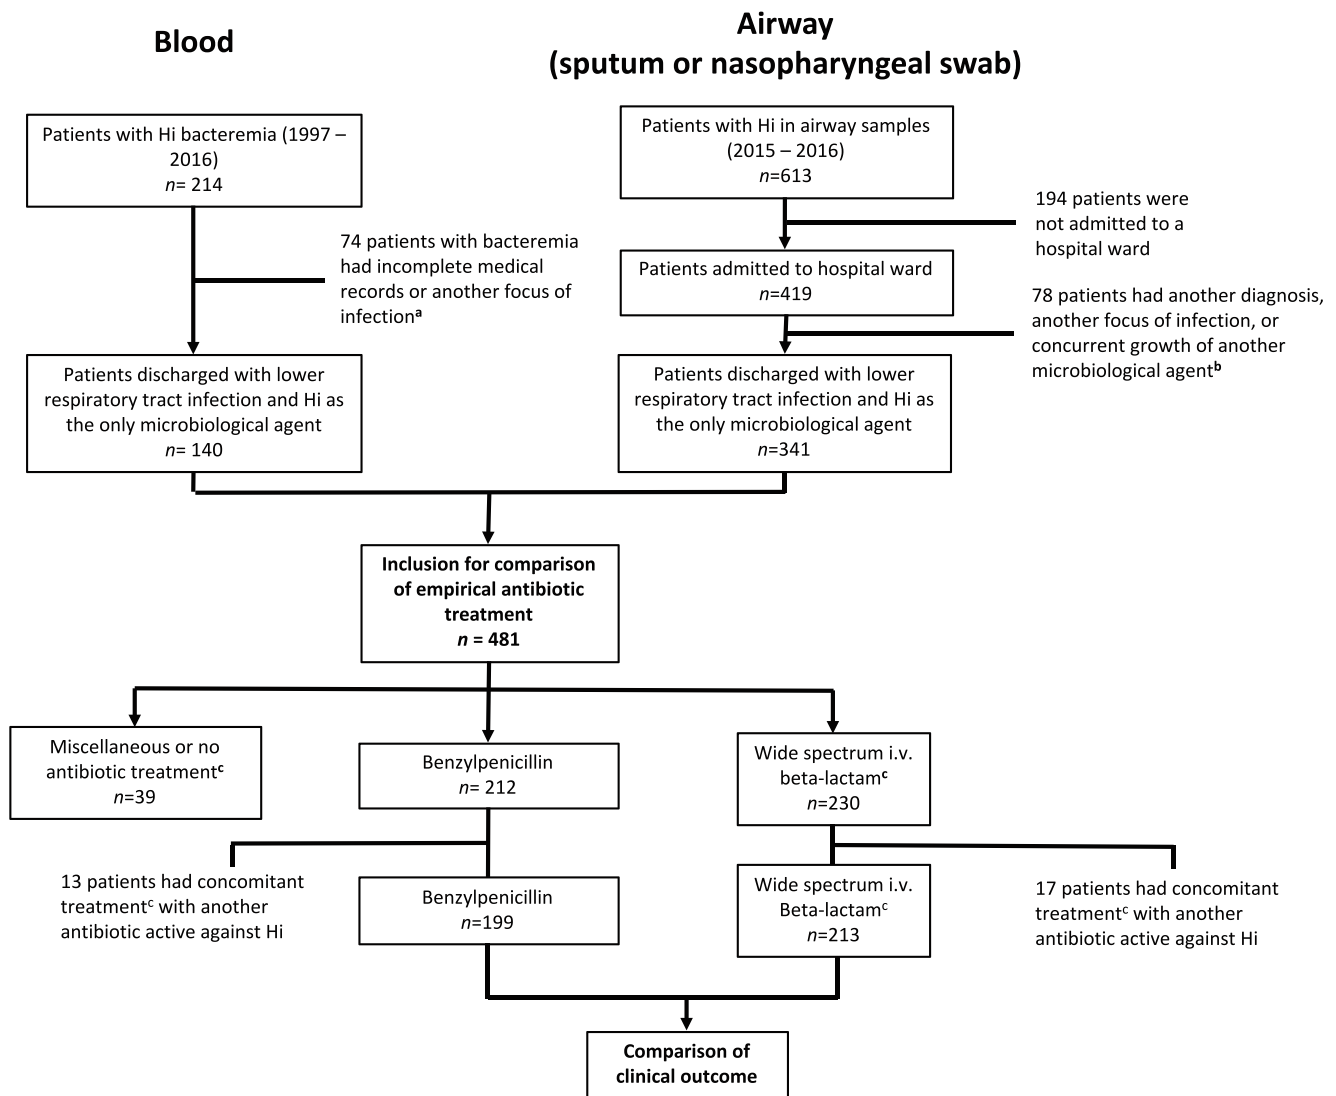 Blood
Airway
(sputum or nasopharyngeal swab)
Patients with Hi bacteremia (1997 –
2016)
n= 214
Patients with Hi in airway samples
(2015 – 2016)
n=613
194 patients were
not admitted to a
hospital ward
74 patients with bacteremia
had incomplete medical
records or another focus of
infectionᵃ
Patients admitted to hospital ward
n=419
78 patients had another diagnosis,
another focus of infection, or
concurrent growth of another
microbiological agentᵇ
Patients discharged with lower
respiratory tract infection and Hi as
the only microbiological agent
n= 140
Patients discharged with lower
respiratory tract infection and Hi as
the only microbiological agent
n=341
Inclusion for comparison
of empirical antibiotic
treatment
n = 481
Miscellaneous or no
antibiotic treatmentᶜ
n=39
Benzylpenicillin
n= 212
Wide spectrum i.v.
beta-lactamᶜ
n=230
13 patients had concomitant
treatmentᶜ with another
antibiotic active against Hi
Benzylpenicillin
n=199
Wide spectrum i.v.
Beta-lactamᶜ
n=213
17 patients had concomitant
treatmentᶜ with another
antibiotic active against Hi
Comparison of
clinical outcome